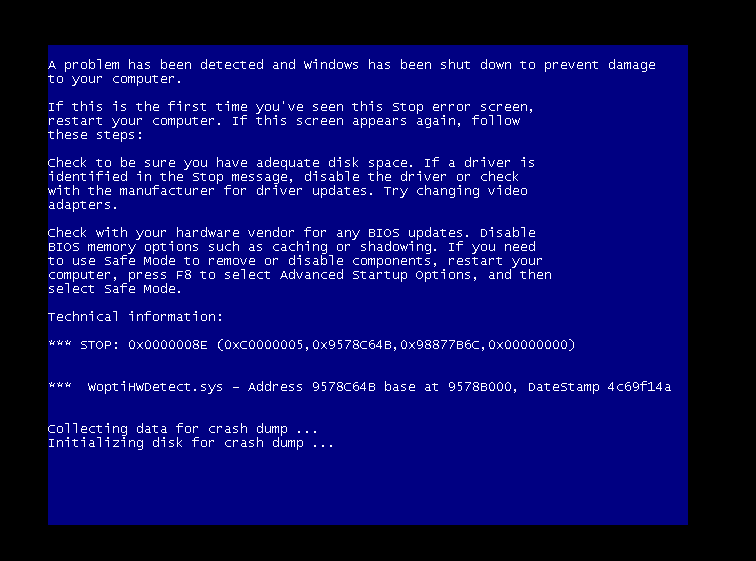 A problem has been detected and Windows has been shut down to prevent damage
to your computer.
If this is the first time you've seen this Stop error screen,
restart your computer. If this screen appears again, follow
these steps:
Check to be sure you have adequate disk space. If a driver is
identified in the Stop message, disable the driver or check
with the manufacturer for driver updates. Try changing video
adapters.
Check with your hardware vendor for any BIOS updates. Disable
BIOS memory options such as caching or shadowing. If you need
to use Safe Mode to remove or disable components, restart your
computer, press F8 to select Advanced Startup Options, and then
select Safe Mode.
Technical information:
*** STOP: 0x0000008E (0xC0000005,0x9578C64B,0x98877B6C,0x00000000)
***  WoptiHWDetect.sys - Address 9578C64B base at 9578B000, DateStamp 4c69f14a
Collecting data for crash dump ...
Initializing disk for crash dump ...